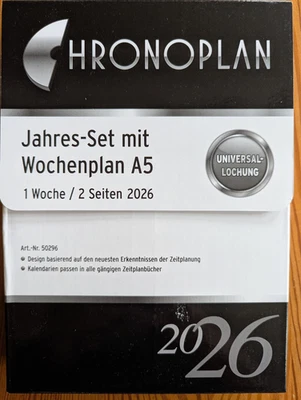 CHRONOPLAN
Jahres-Set mit
Wochenplan A5
1 Woche / 2 Seiten 2026
UNIVERSAL-
LOCHUNG
Art.-Nr. 50296
Design basierend auf den neuesten Erkenntnissen der Zeitplanung
Kalendarien passen in alle gängigen Zeitplanbücher
2026